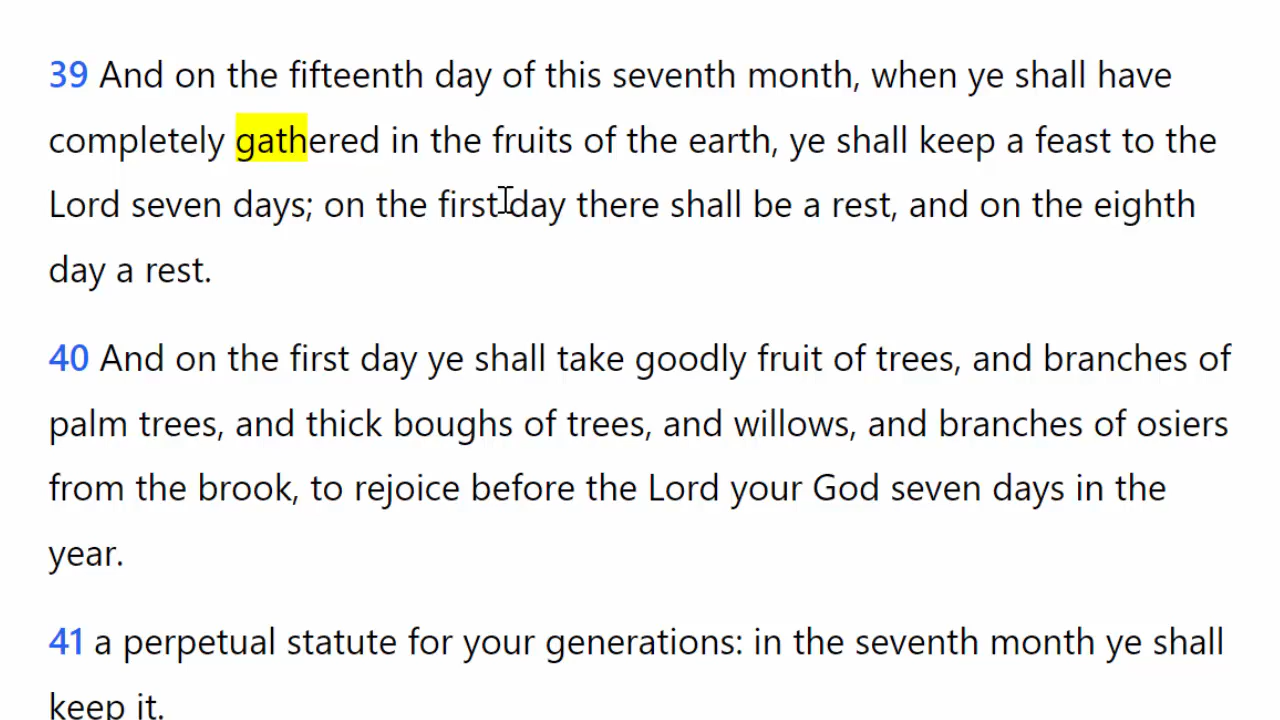 39 And on the fifteenth day of this seventh month, when ye shall have
completely gathered in the fruits of the earth, ye shall keep a feast to the
Lord seven days; on the first day there shall be a rest, and on the eighth
day a rest.
40 And on the first day ye shall take goodly fruit of trees, and branches of
palm trees, and thick boughs of trees, and willows, and branches of osiers
from the brook, to rejoice before the Lord your God seven days in the
year.
41 a perpetual statute for your generations: in the seventh month ye shall
keep it.